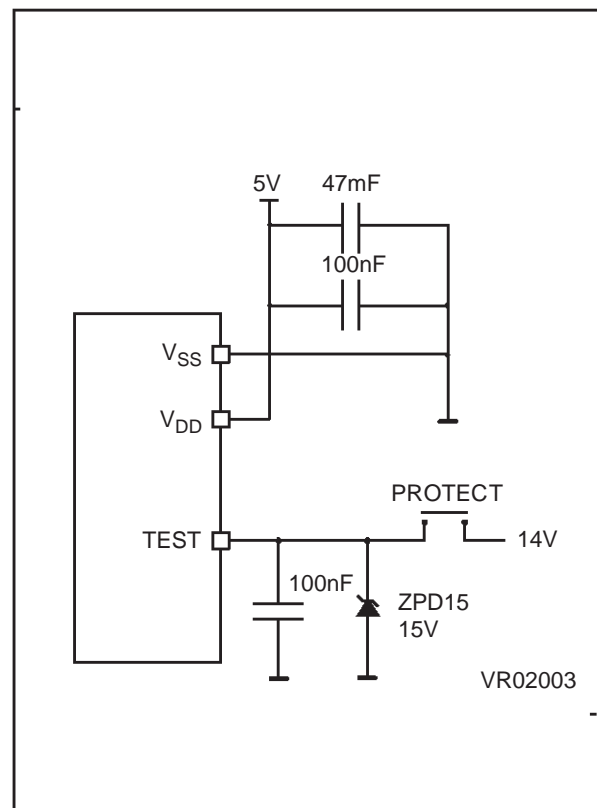 5V 47mF
100nF
VSS
VDD
PROTECT
TEST
14V
100nF
ZPD15
15V
VR02003